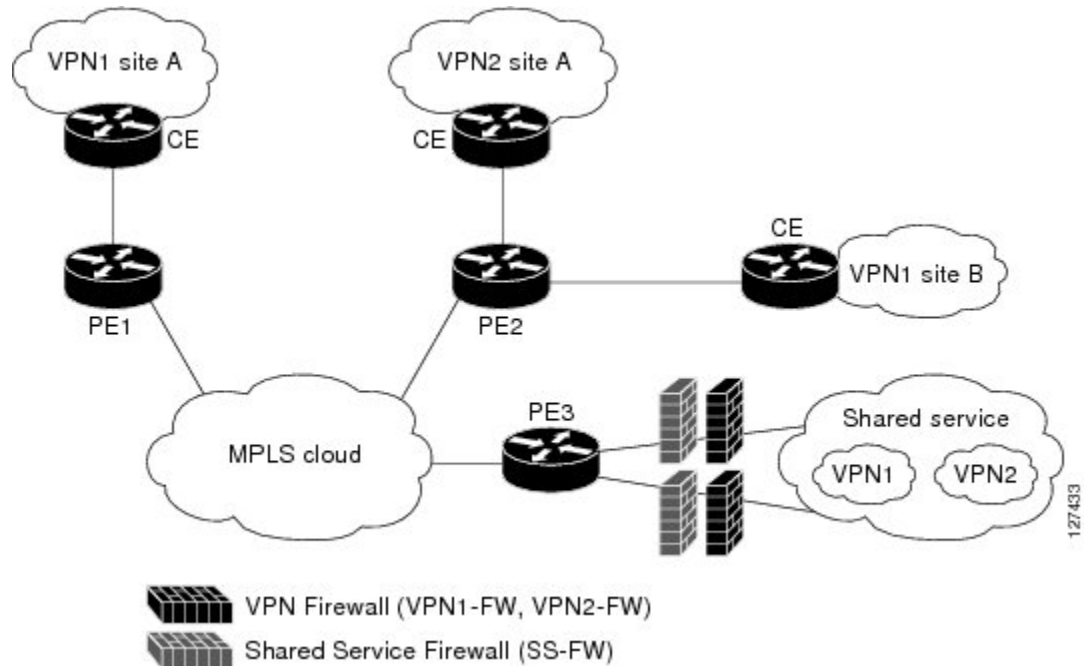 VPN1 site A
VPN2 site A
CE
CE
CE
VPN1 site B
PE1
PE2
PE3
Shared service
MPLS cloud
VPN1
VPN2
127433
VPN Firewall (VPN1-FW, VPN2-FW)
Shared Service Firewall (SS-FW)